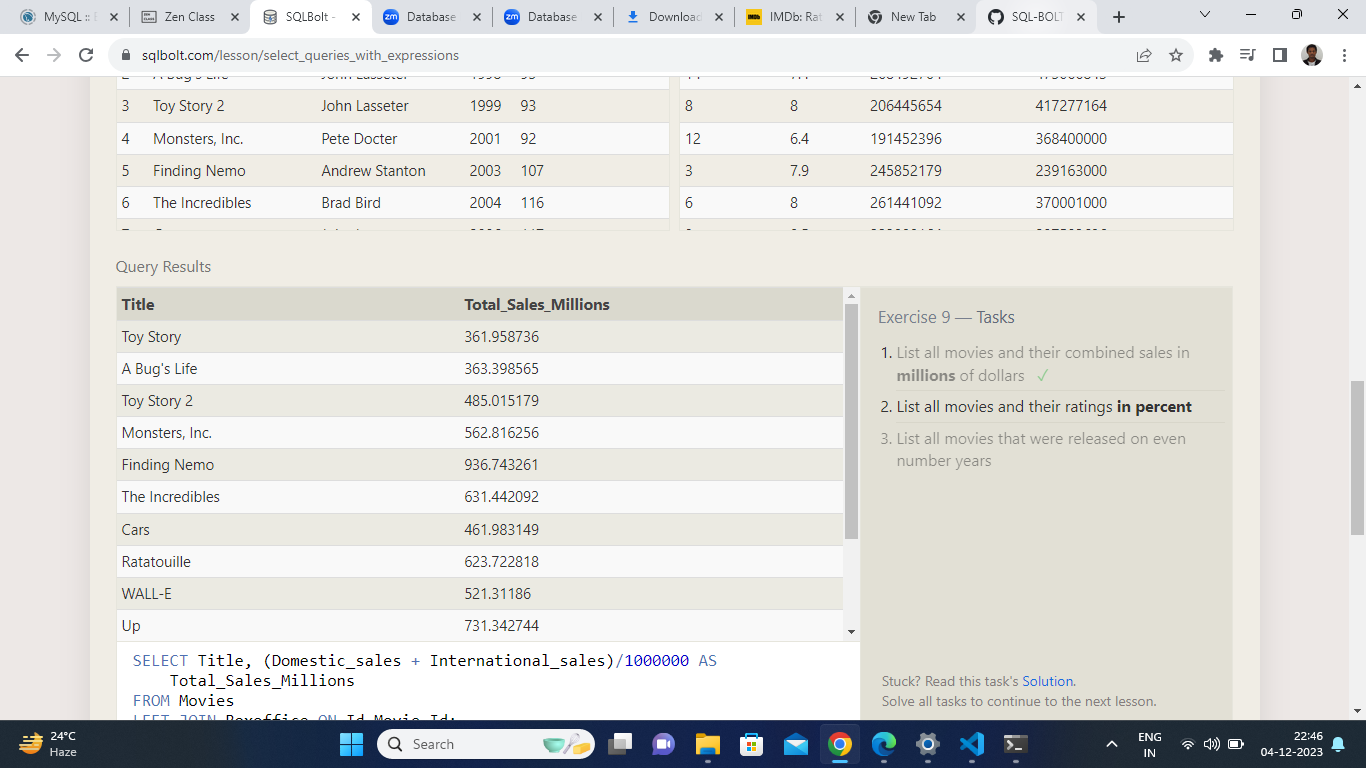 MySQL :: E
Zen Class
SQLBolt -
Database
Database
Download
IMDb: Rat
New Tab
SQL-BOLT
sqlbolt.com/lesson/select_queries_with_expressions
3 Toy Story 2 John Lasseter 1999 93 8 8 206445654 417277164
4 Monsters, Inc. Pete Docter 2001 92 12 6.4 191452396 368400000
5 Finding Nemo Andrew Stanton 2003 107 3 7.9 245852179 239163000
6 The Incredibles Brad Bird 2004 116 6 8 261441092 370001000
Query Results
Title Total_Sales_Millions
Toy Story 361.958736
A Bug's Life 363.398565
Toy Story 2 485.015179
Monsters, Inc. 562.816256
Finding Nemo 936.743261
The Incredibles 631.442092
Cars 461.983149
Ratatouille 623.722818
WALL-E 521.31186
Up 731.342744
Exercise 9 — Tasks
1. List all movies and their combined sales in
millions of dollars ✓
2. List all movies and their ratings in percent
3. List all movies that were released on even
number years
Stuck? Read this task's Solution.
Solve all tasks to continue to the next lesson.
SELECT Title, (Domestic_sales + International_sales)/1000000 AS
Total_Sales_Millions
FROM Movies
LEFT JOIN Boxoffice ON Id=Movie_Id;
24°C
Haze
Search
ENG
IN
22:46
04-12-2023